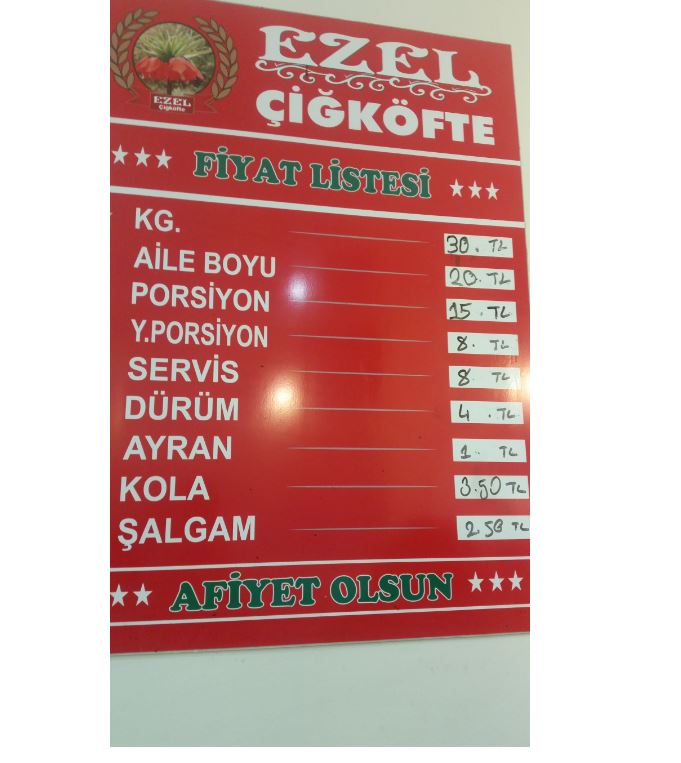 EZEL
Çiğköfte
EZEL
ÇİĞKÖFTE
FİYAT LİSTESİ
KG. 30. TL
AİLE BOYU 20. TL
PORSİYON 15. TL
Y.PORSİYON 8. TL
SERVİS 8 TL
DÜRÜM 4. TL
AYRAN 1. TL
KOLA 3.50 TL
ŞALGAM 2.50 TL
AFİYET OLSUN